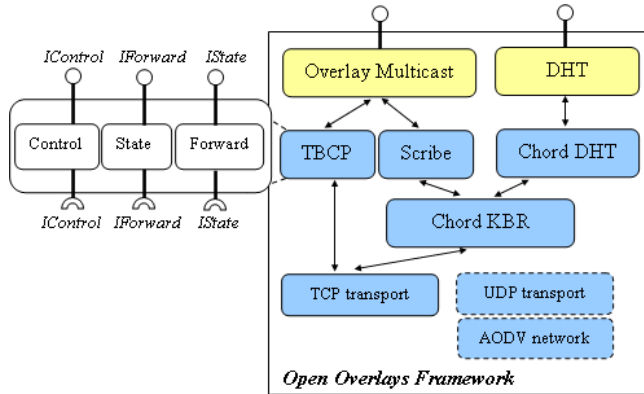 IControl IForward IState
Overlay Multicast
DHT
Control
State
Forward
TBCP
Scribe
Chord DHT
IControl IForward IState
Chord KBR
TCP transport
UDP transport
AODV network
Open Overlays Framework